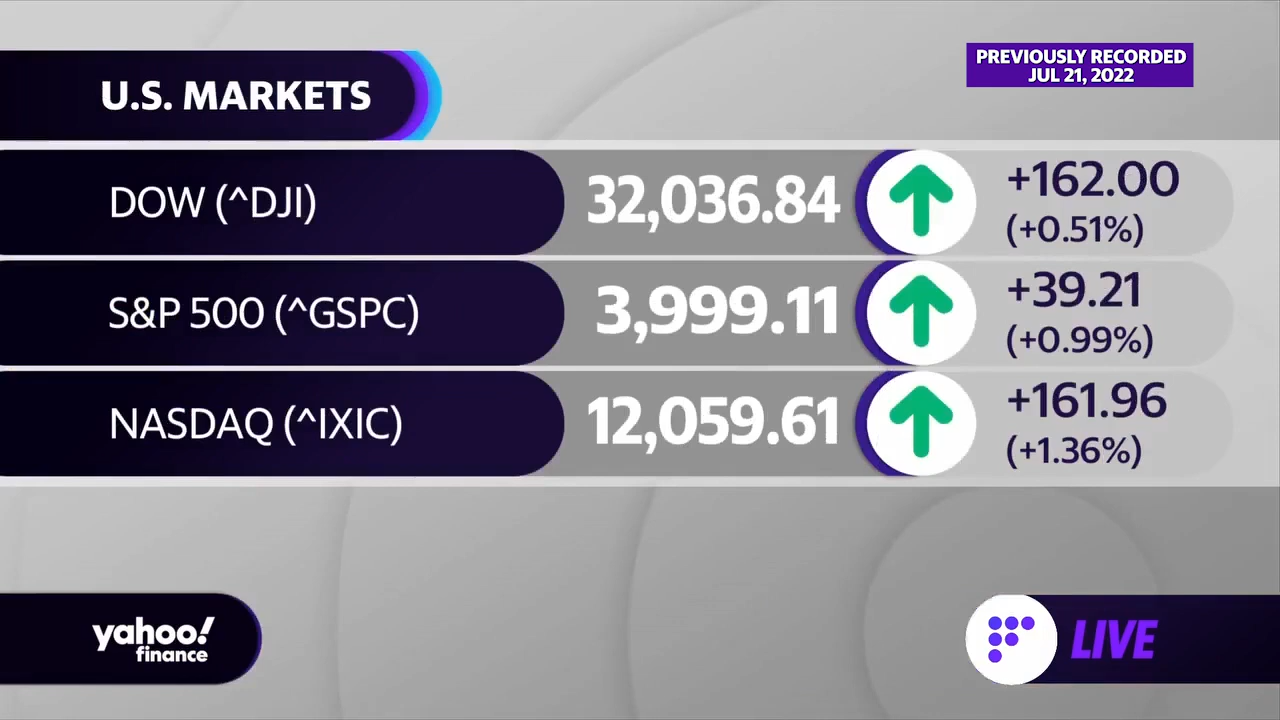 U.S. MARKETS
PREVIOUSLY RECORDED
JUL 21, 2022
DOW (^DJI) 32,036.84 +162.00
(+0.51%)
S&P 500 (^GSPC) 3,999.11 +39.21
(+0.99%)
NASDAQ (^IXIC) 12,059.61 +161.96
(+1.36%)
yahoo!
finance
LIVE